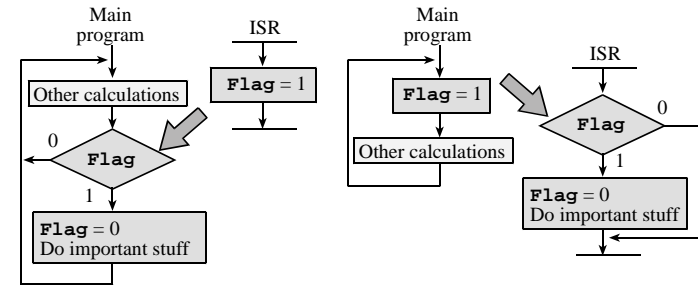 Main
program
Other calculations
0
Flag
1
Flag = 0
Do important stuff
ISR
Flag = 1
Main
program
Flag = 1
Other calculations
ISR
0
Flag
1
Flag = 0
Do important stuff